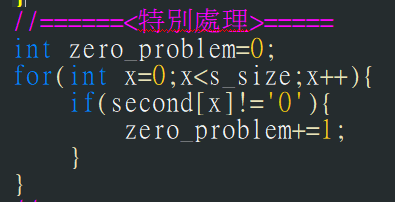 //======<特別處理>=====
int zero_problem=0;
for(int x=0;x<s_size;x++){
    if(second[x]!='0'){
        zero_problem+=1;
    }
}